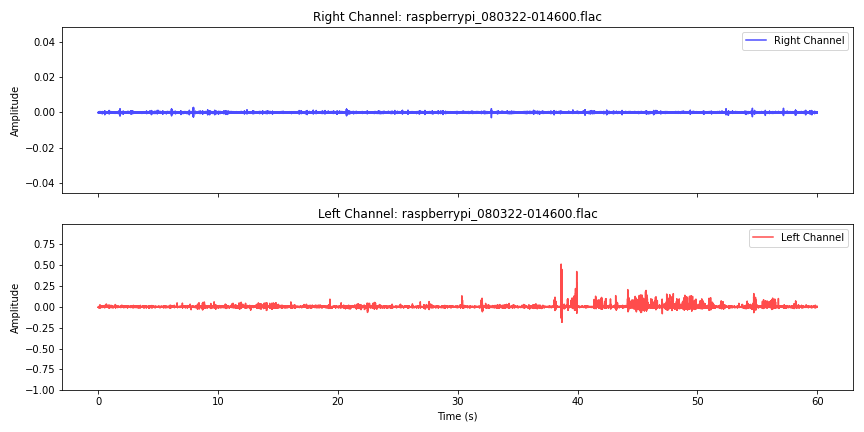 Right Channel: raspberrypi_080322-014600.flac
Right Channel
Amplitude
0.04
0.02
0.00
−0.02
−0.04
Left Channel: raspberrypi_080322-014600.flac
Left Channel
Amplitude
0.75
0.50
0.25
0.00
−0.25
−0.50
−0.75
−1.00
0 10 20 30 40 50 60
Time (s)